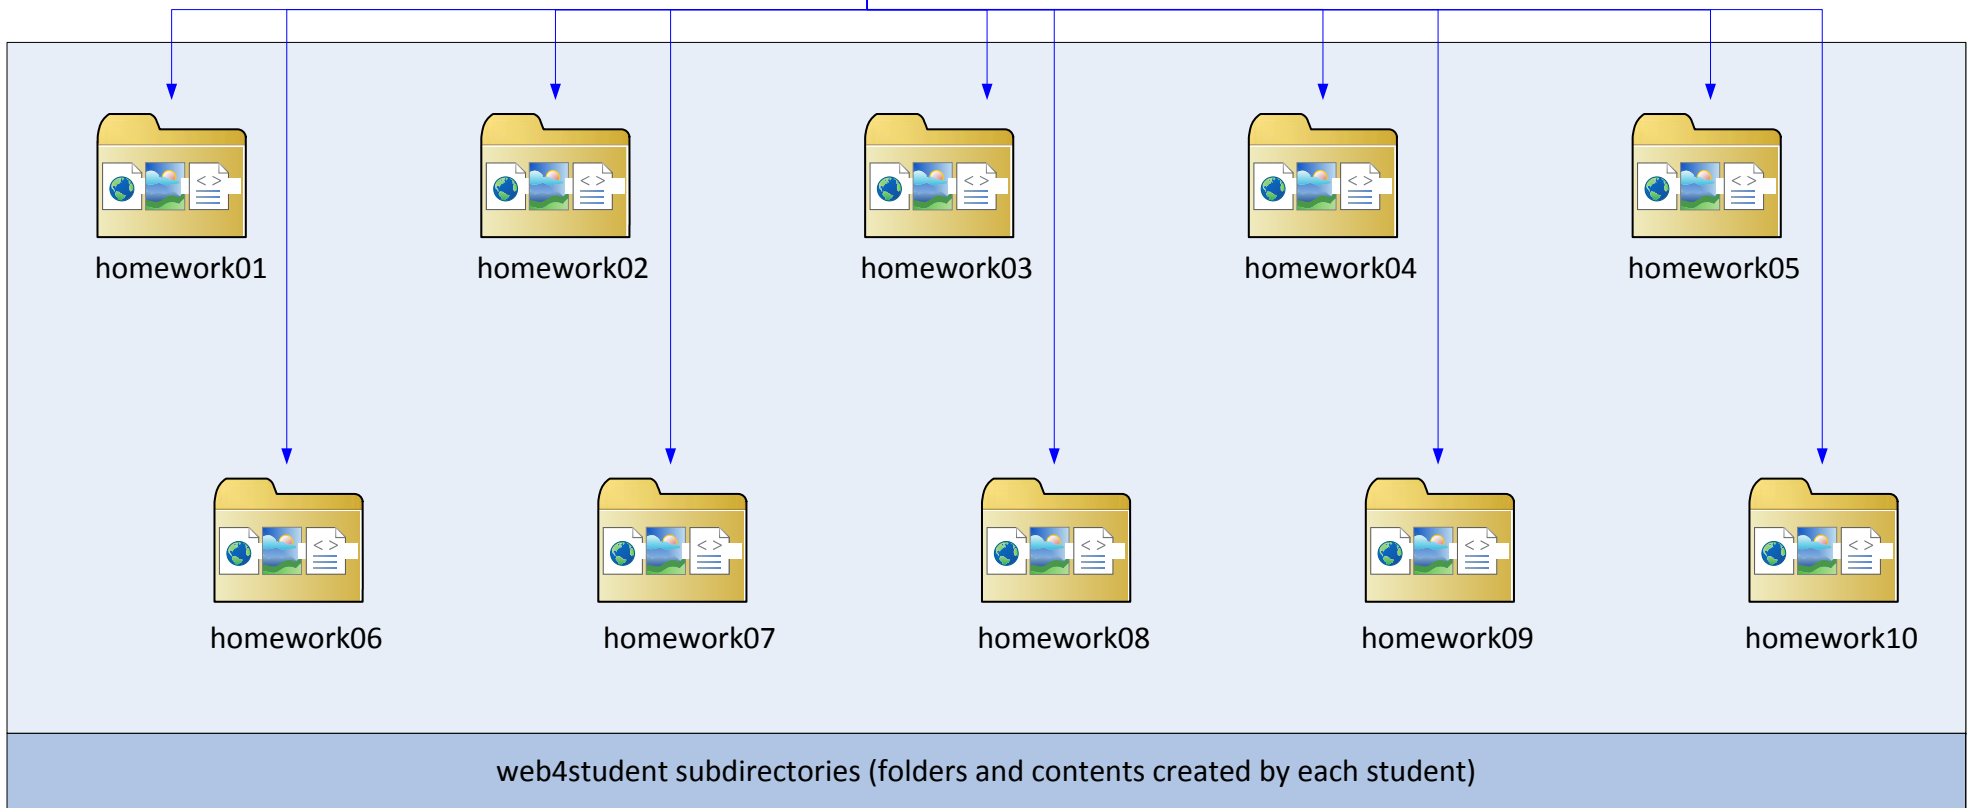 homework01
homework02
homework03
homework04
homework05
homework06
homework07
homework08
homework09
homework10
web4student subdirectories (folders and contents created by each student)